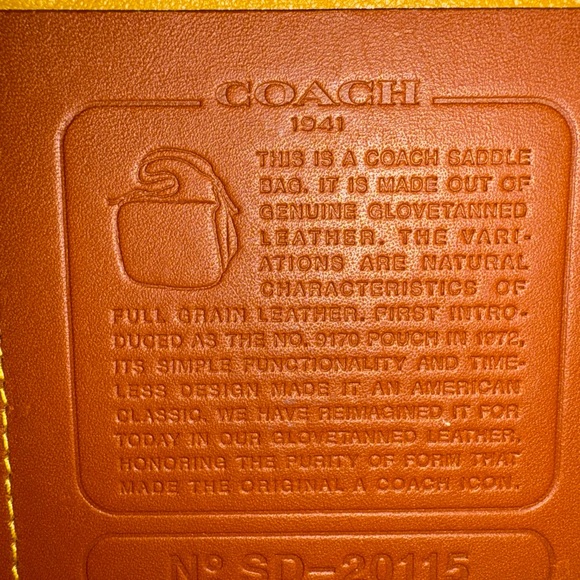 COACH
1941
THIS IS A COACH SADDLE
BAG. IT IS MADE OUT OF
GENUINE GLOVETANNED
LEATHER. THE VARI-
ATIONS ARE NATURAL
CHARACTERISTICS OF
FULL GRAIN LEATHER. FIRST INTRO-
DUCED AS THE NO. 9170 POUCH IN 1972,
ITS SIMPLE FUNCTIONALITY AND TIME-
LESS DESIGN MADE IT AN AMERICAN
CLASSIC. WE HAVE REIMAGINED IT FOR
TODAY IN OUR GLOVETANNED LEATHER,
HONORING THE PURITY OF FORM THAT
MADE THE ORIGINAL A COACH ICON.
Nº SD-20115